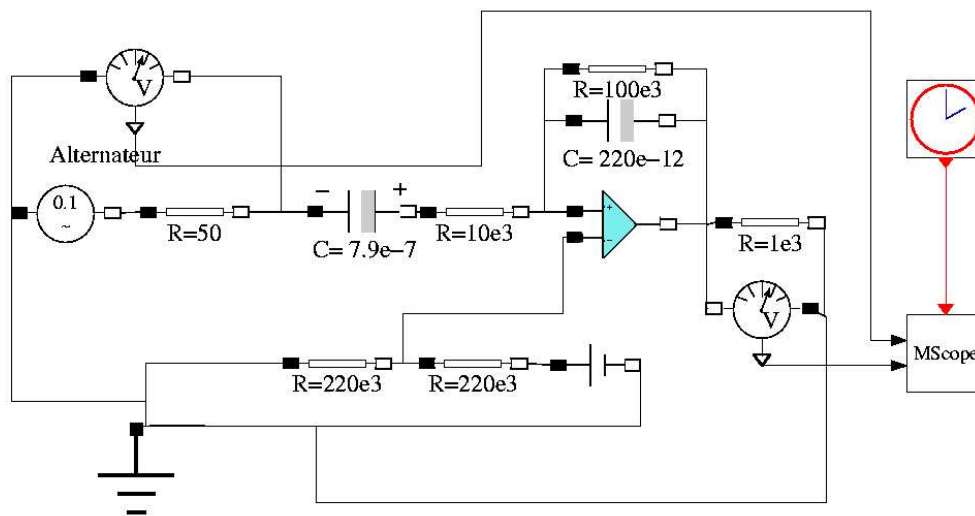 R=100e3
V
Alternateur
C= 220e−12
0.1
~
− +
R=50
C= 7.9e−7
R=10e3
+
−
R=1e3
V
MScope
R=220e3
R=220e3